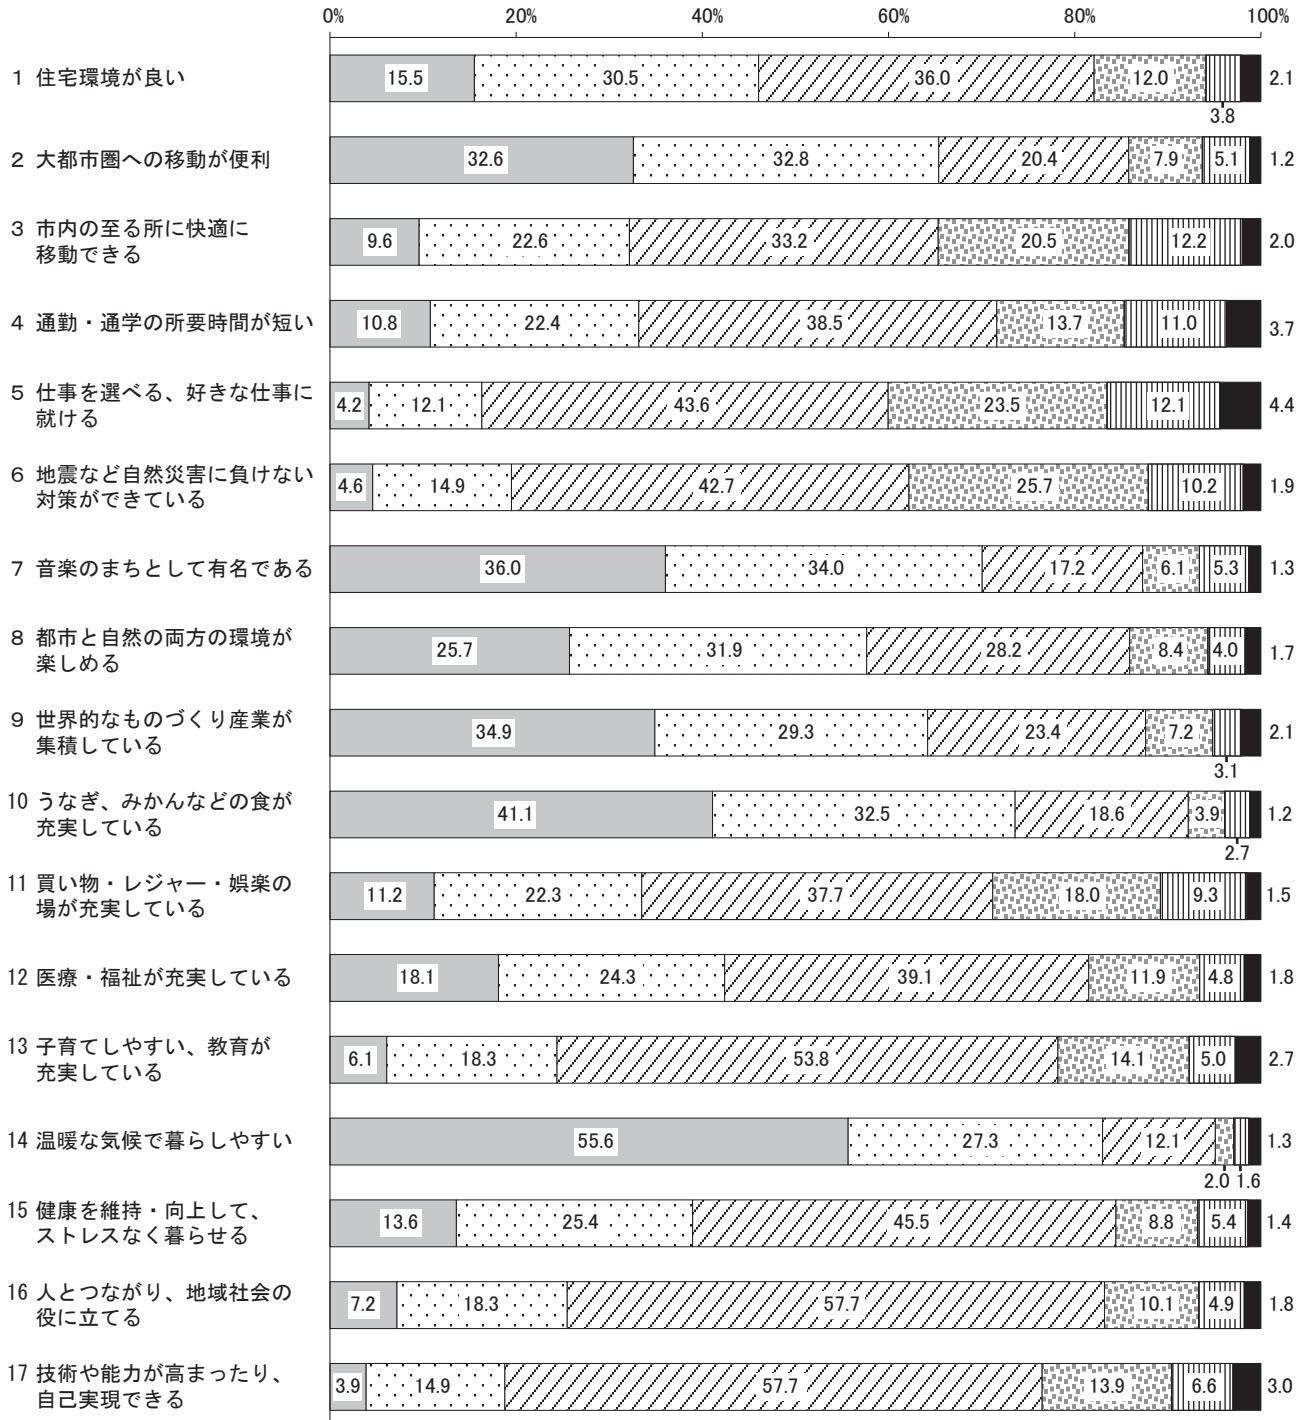 0% 20% 40% 60% 80% 100%
1 住宅環境が良い 15.5 30.5 36.0 12.0 2.1
3.8
2 大都市圏への移動が便利 32.6 32.8 20.4 7.9 5.1 1.2
3 市内の至る所に快適に
移動できる 9.6 22.6 33.2 20.5 12.2 2.0
4 通勤・通学の所要時間が短い 10.8 22.4 38.5 13.7 11.0 3.7
5 仕事を選べる、好きな仕事に
就ける 4.2 12.1 43.6 23.5 12.1 4.4
6 地震など自然災害に負けない
対策ができている 4.6 14.9 42.7 25.7 10.2 1.9
7 音楽のまちとして有名である 36.0 34.0 17.2 6.1 5.3 1.3
8 都市と自然の両方の環境が
楽しめる 25.7 31.9 28.2 8.4 4.0 1.7
9 世界的なものづくり産業が
集積している 34.9 29.3 23.4 7.2 2.1
3.1
10 うなぎ、みかんなどの食が
充実している 41.1 32.5 18.6 3.9 1.2
2.7
11 買い物・レジャー・娯楽の
場が充実している 11.2 22.3 37.7 18.0 9.3 1.5
12 医療・福祉が充実している 18.1 24.3 39.1 11.9 4.8 1.8
13 子育てしやすい、教育が
充実している 6.1 18.3 53.8 14.1 5.0 2.7
14 温暖な気候で暮らしやすい 55.6 27.3 12.1 1.3
2.0 1.6
15 健康を維持・向上して、
ストレスなく暮らせる 13.6 25.4 45.5 8.8 5.4 1.4
16 人とつながり、地域社会の
役に立てる 7.2 18.3 57.7 10.1 4.9 1.8
17 技術や能力が高まったり、
自己実現できる 3.9 14.9 57.7 13.9 6.6 3.0